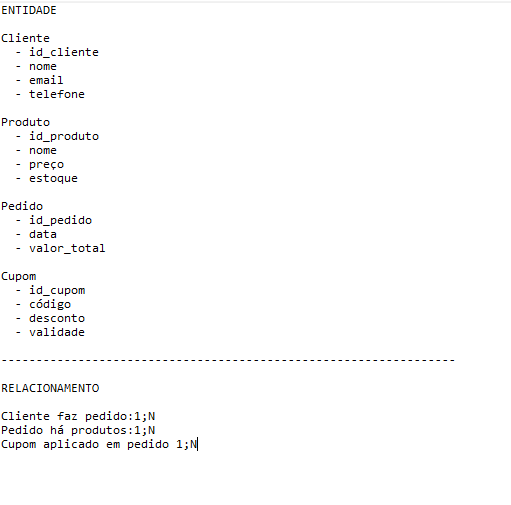 ENTIDADE
Cliente
- id_cliente
- nome
- email
- telefone
Produto
- id_produto
- nome
- preço
- estoque
Pedido
- id_pedido
- data
- valor_total
Cupom
- id_cupom
- código
- desconto
- validade
-----------------------------------------------------------------
RELACIONAMENTO
Cliente faz pedido:1;N
Pedido há produtos:1;N
Cupom aplicado em pedido 1;N